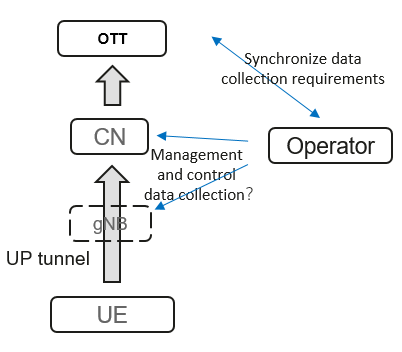 OTT
Synchronize data
collection requirements
CN
Operator
Management
and control
data collection?
gNB
UP tunnel
UE